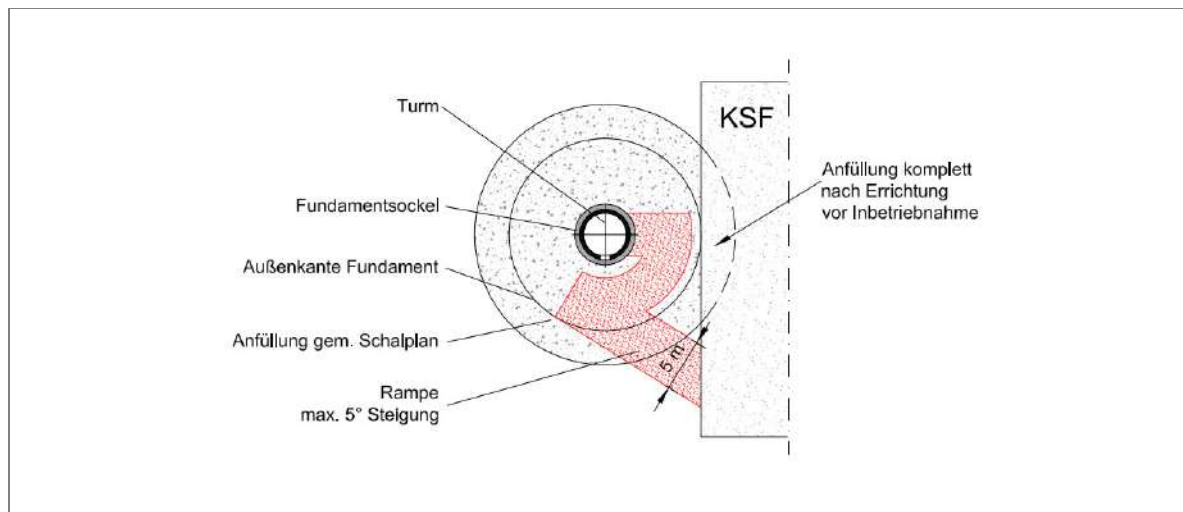 Turm
Fundamentsockel
Außenkante Fundament
Anfüllung gem. Schalplan
Rampe
max. 5° Steigung
KSF
Anfüllung komplett
nach Errichtung
vor Inbetriebnahme
5 m